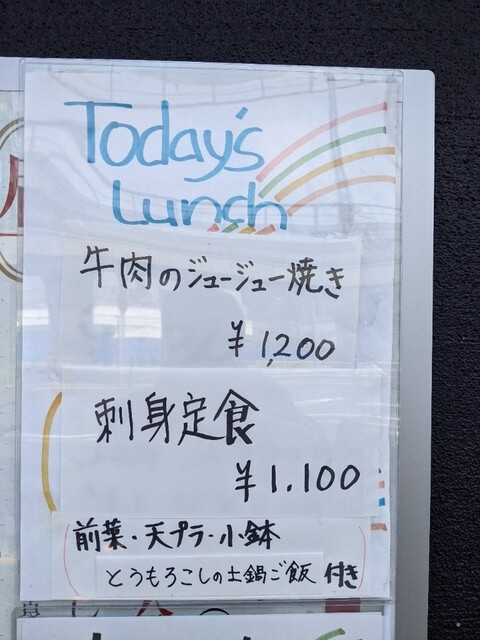 Today's
Lunch
牛肉のジュージュー焼き
¥1,200
刺身定食
¥1.100
前菜・天プラ・小鉢
とうもろこしの土鍋ご飯 付き